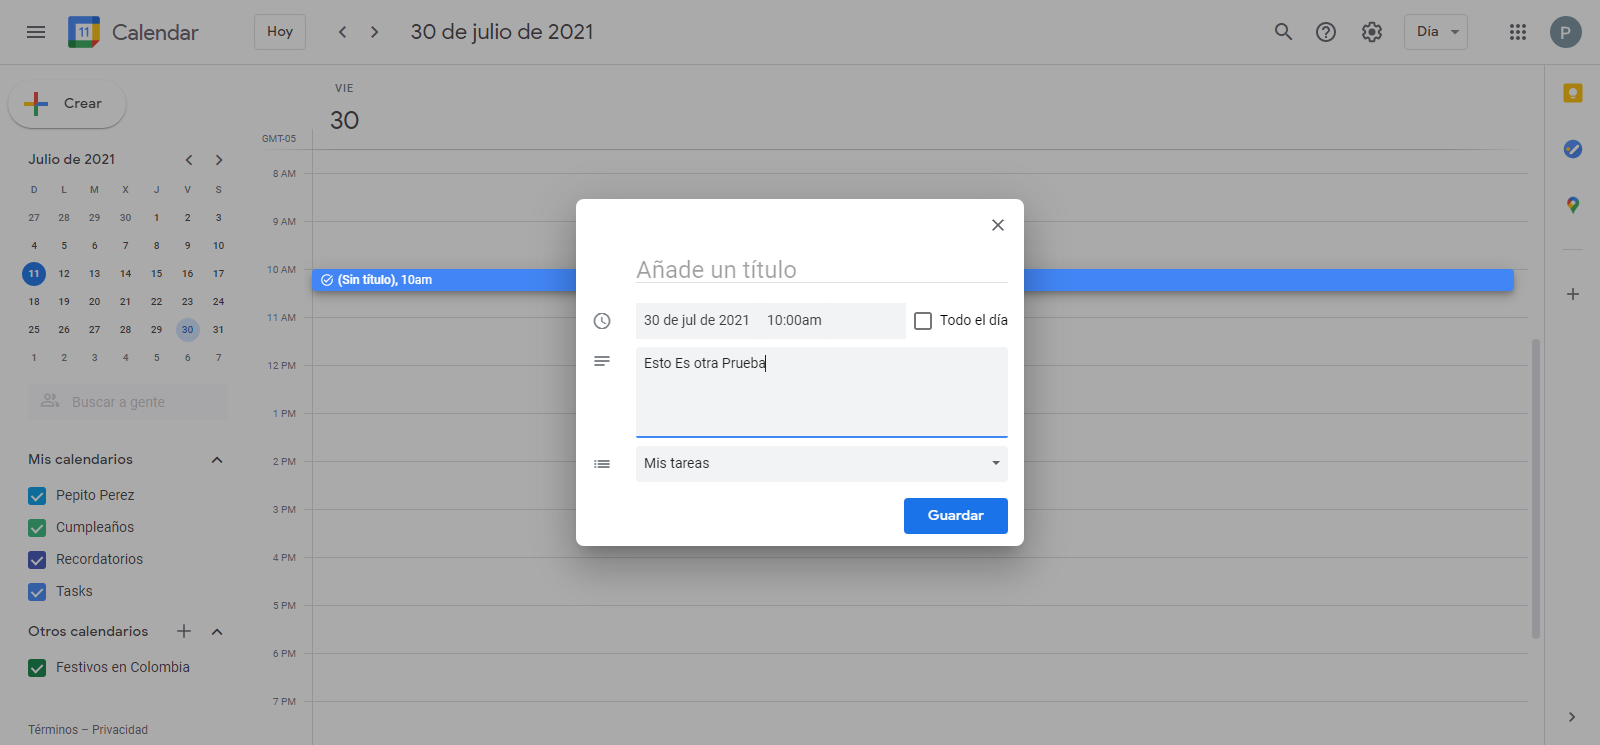 11 Calendar Hoy 30 de julio de 2021 Día P
Crear
Julio de 2021
D L M X J V S
27 28 29 30 1 2 3
4 5 6 7 8 9 10
11 12 13 14 15 16 17
18 19 20 21 22 23 24
25 26 27 28 29 30 31
1 2 3 4 5 6 7
Buscar a gente
Mis calendarios
Pepito Perez
Cumpleaños
Recordatorios
Tasks
Otros calendarios
Festivos en Colombia
Términos – Privacidad
VIE
30
GMT-05
8 AM
9 AM
10 AM
(Sin título), 10am
11 AM
12 PM
1 PM
2 PM
3 PM
4 PM
5 PM
6 PM
7 PM
Añade un título
30 de jul de 2021 10:00am Todo el día
Esto Es otra Prueba
Mis tareas
Guardar